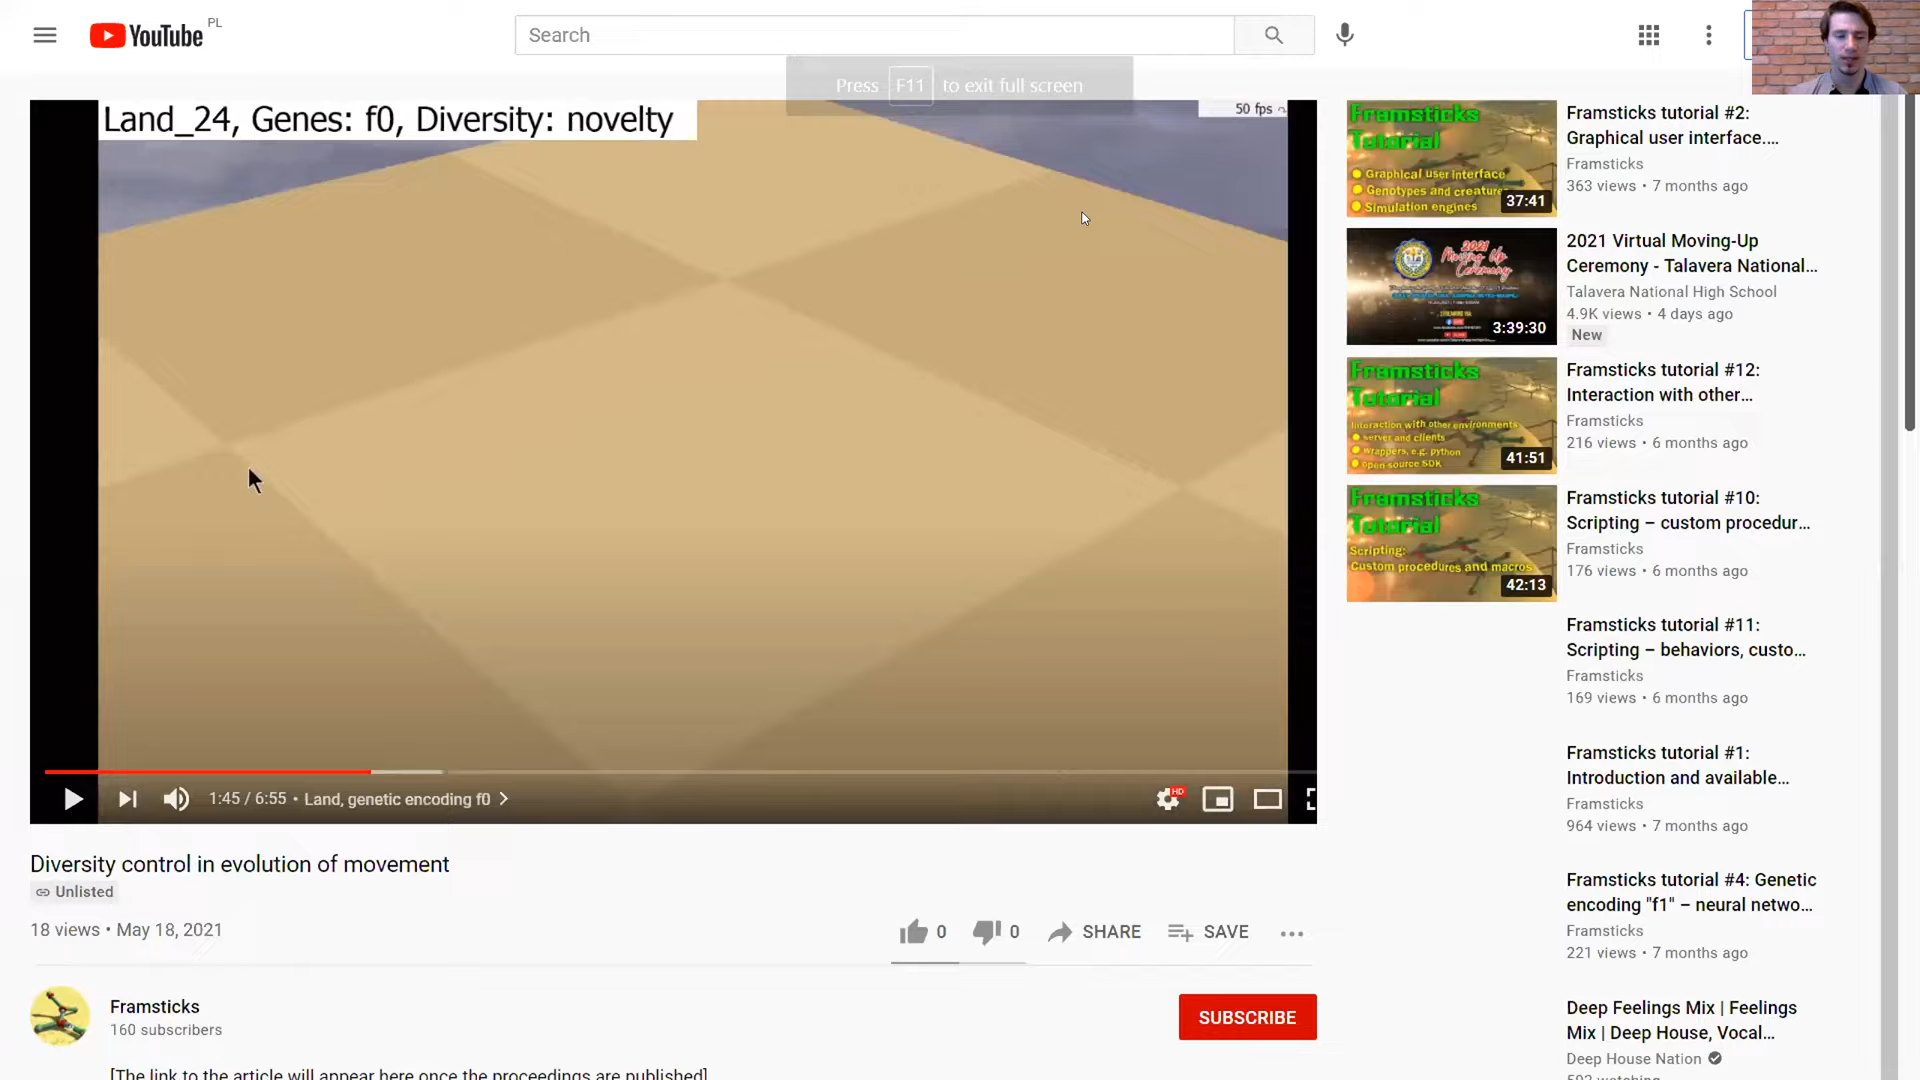 YouTube PL
Search
Press F11 to exit full screen
Land_24, Genes: f0, Diversity: novelty
50 fps
1:45 / 6:55 • Land, genetic encoding f0
HD
Diversity control in evolution of movement
Unlisted
18 views • May 18, 2021
0
0
SHARE
SAVE
Framsticks
160 subscribers
SUBSCRIBE
[The link to the article will appear here once the proceedings are published]
Framsticks
Tutorial
Graphical user interface
Genotypes and creatures
Simulation engines
37:41
Framsticks tutorial #2:
Graphical user interface....
Framsticks
363 views • 7 months ago
2021
Moving Up
Ceremony
3:39:30
2021 Virtual Moving-Up
Ceremony - Talavera National...
Talavera National High School
4.9K views • 4 days ago
New
Framsticks
Tutorial
Interaction with other environments
server and clients
wrappers, e.g. python
open-source SDK
41:51
Framsticks tutorial #12:
Interaction with other...
Framsticks
216 views • 6 months ago
Framsticks
Tutorial
Scripting:
Custom procedures and macros
42:13
Framsticks tutorial #10:
Scripting – custom procedur...
Framsticks
176 views • 6 months ago
Framsticks tutorial #11:
Scripting – behaviors, custo...
Framsticks
169 views • 6 months ago
Framsticks tutorial #1:
Introduction and available...
Framsticks
964 views • 7 months ago
Framsticks tutorial #4: Genetic
encoding "f1" – neural netwo...
Framsticks
221 views • 7 months ago
Deep Feelings Mix | Feelings
Mix | Deep House, Vocal...
Deep House Nation